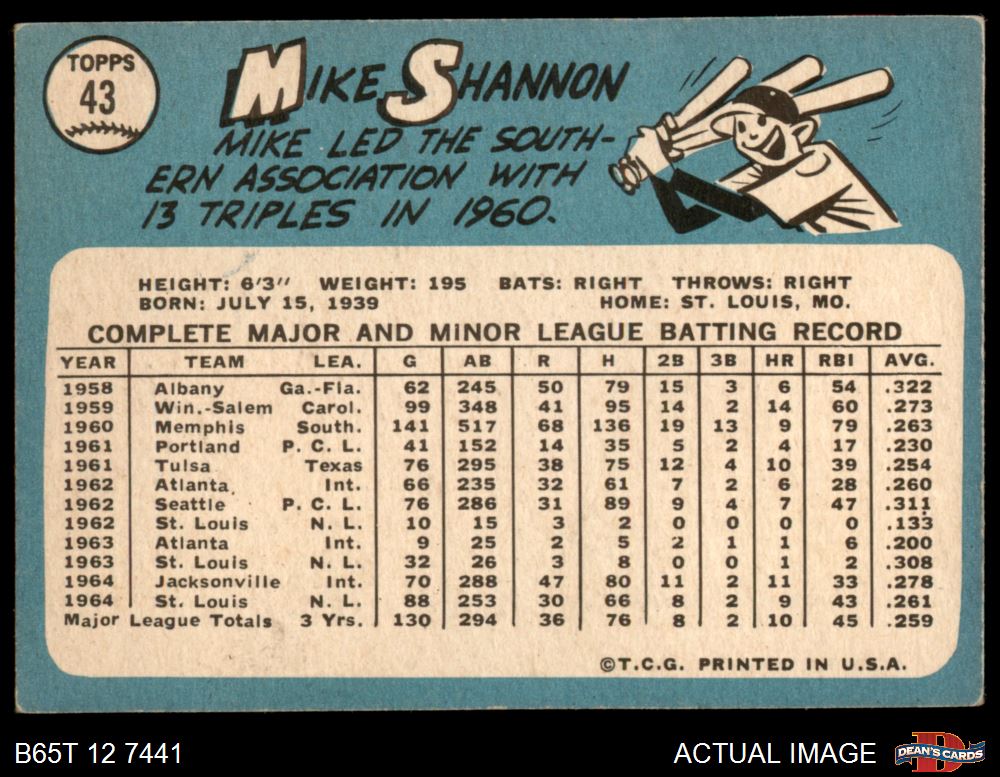 TOPPS
43
MIKE SHANNON
MIKE LED THE SOUTH-
ERN ASSOCIATION WITH
13 TRIPLES IN 1960.
HEIGHT: 6'3" WEIGHT: 195 BATS: RIGHT THROWS: RIGHT
BORN: JULY 15, 1939 HOME: ST. LOUIS, MO.
COMPLETE MAJOR AND MINOR LEAGUE BATTING RECORD
YEAR TEAM LEA. G AB R H 2B 3B HR RBI AVG.
1958 Albany Ga.-Fla. 62 245 50 79 15 3 6 54 .322
1959 Win.-Salem Carol. 99 348 41 95 14 2 14 60 .273
1960 Memphis South. 141 517 68 136 19 13 9 79 .263
1961 Portland P. C. L. 41 152 14 35 5 2 4 17 .230
1961 Tulsa Texas 76 295 38 75 12 4 10 39 .254
1962 Atlanta Int. 66 235 32 61 7 2 6 28 .260
1962 Seattle P. C. L. 76 286 31 89 9 4 7 47 .311
1962 St. Louis N. L. 10 15 3 2 0 0 0 0 .133
1963 Atlanta Int. 9 25 2 5 2 1 1 6 .200
1963 St. Louis N. L. 32 26 3 8 0 0 1 2 .308
1964 Jacksonville Int. 70 288 47 80 11 2 11 33 .278
1964 St. Louis N. L. 88 253 30 66 8 2 9 43 .261
Major League Totals 3 Yrs. 130 294 36 76 8 2 10 45 .259
©T.C.G. PRINTED IN U.S.A.
B65T 12 7441 ACTUAL IMAGE
D
DEAN'S CARDS